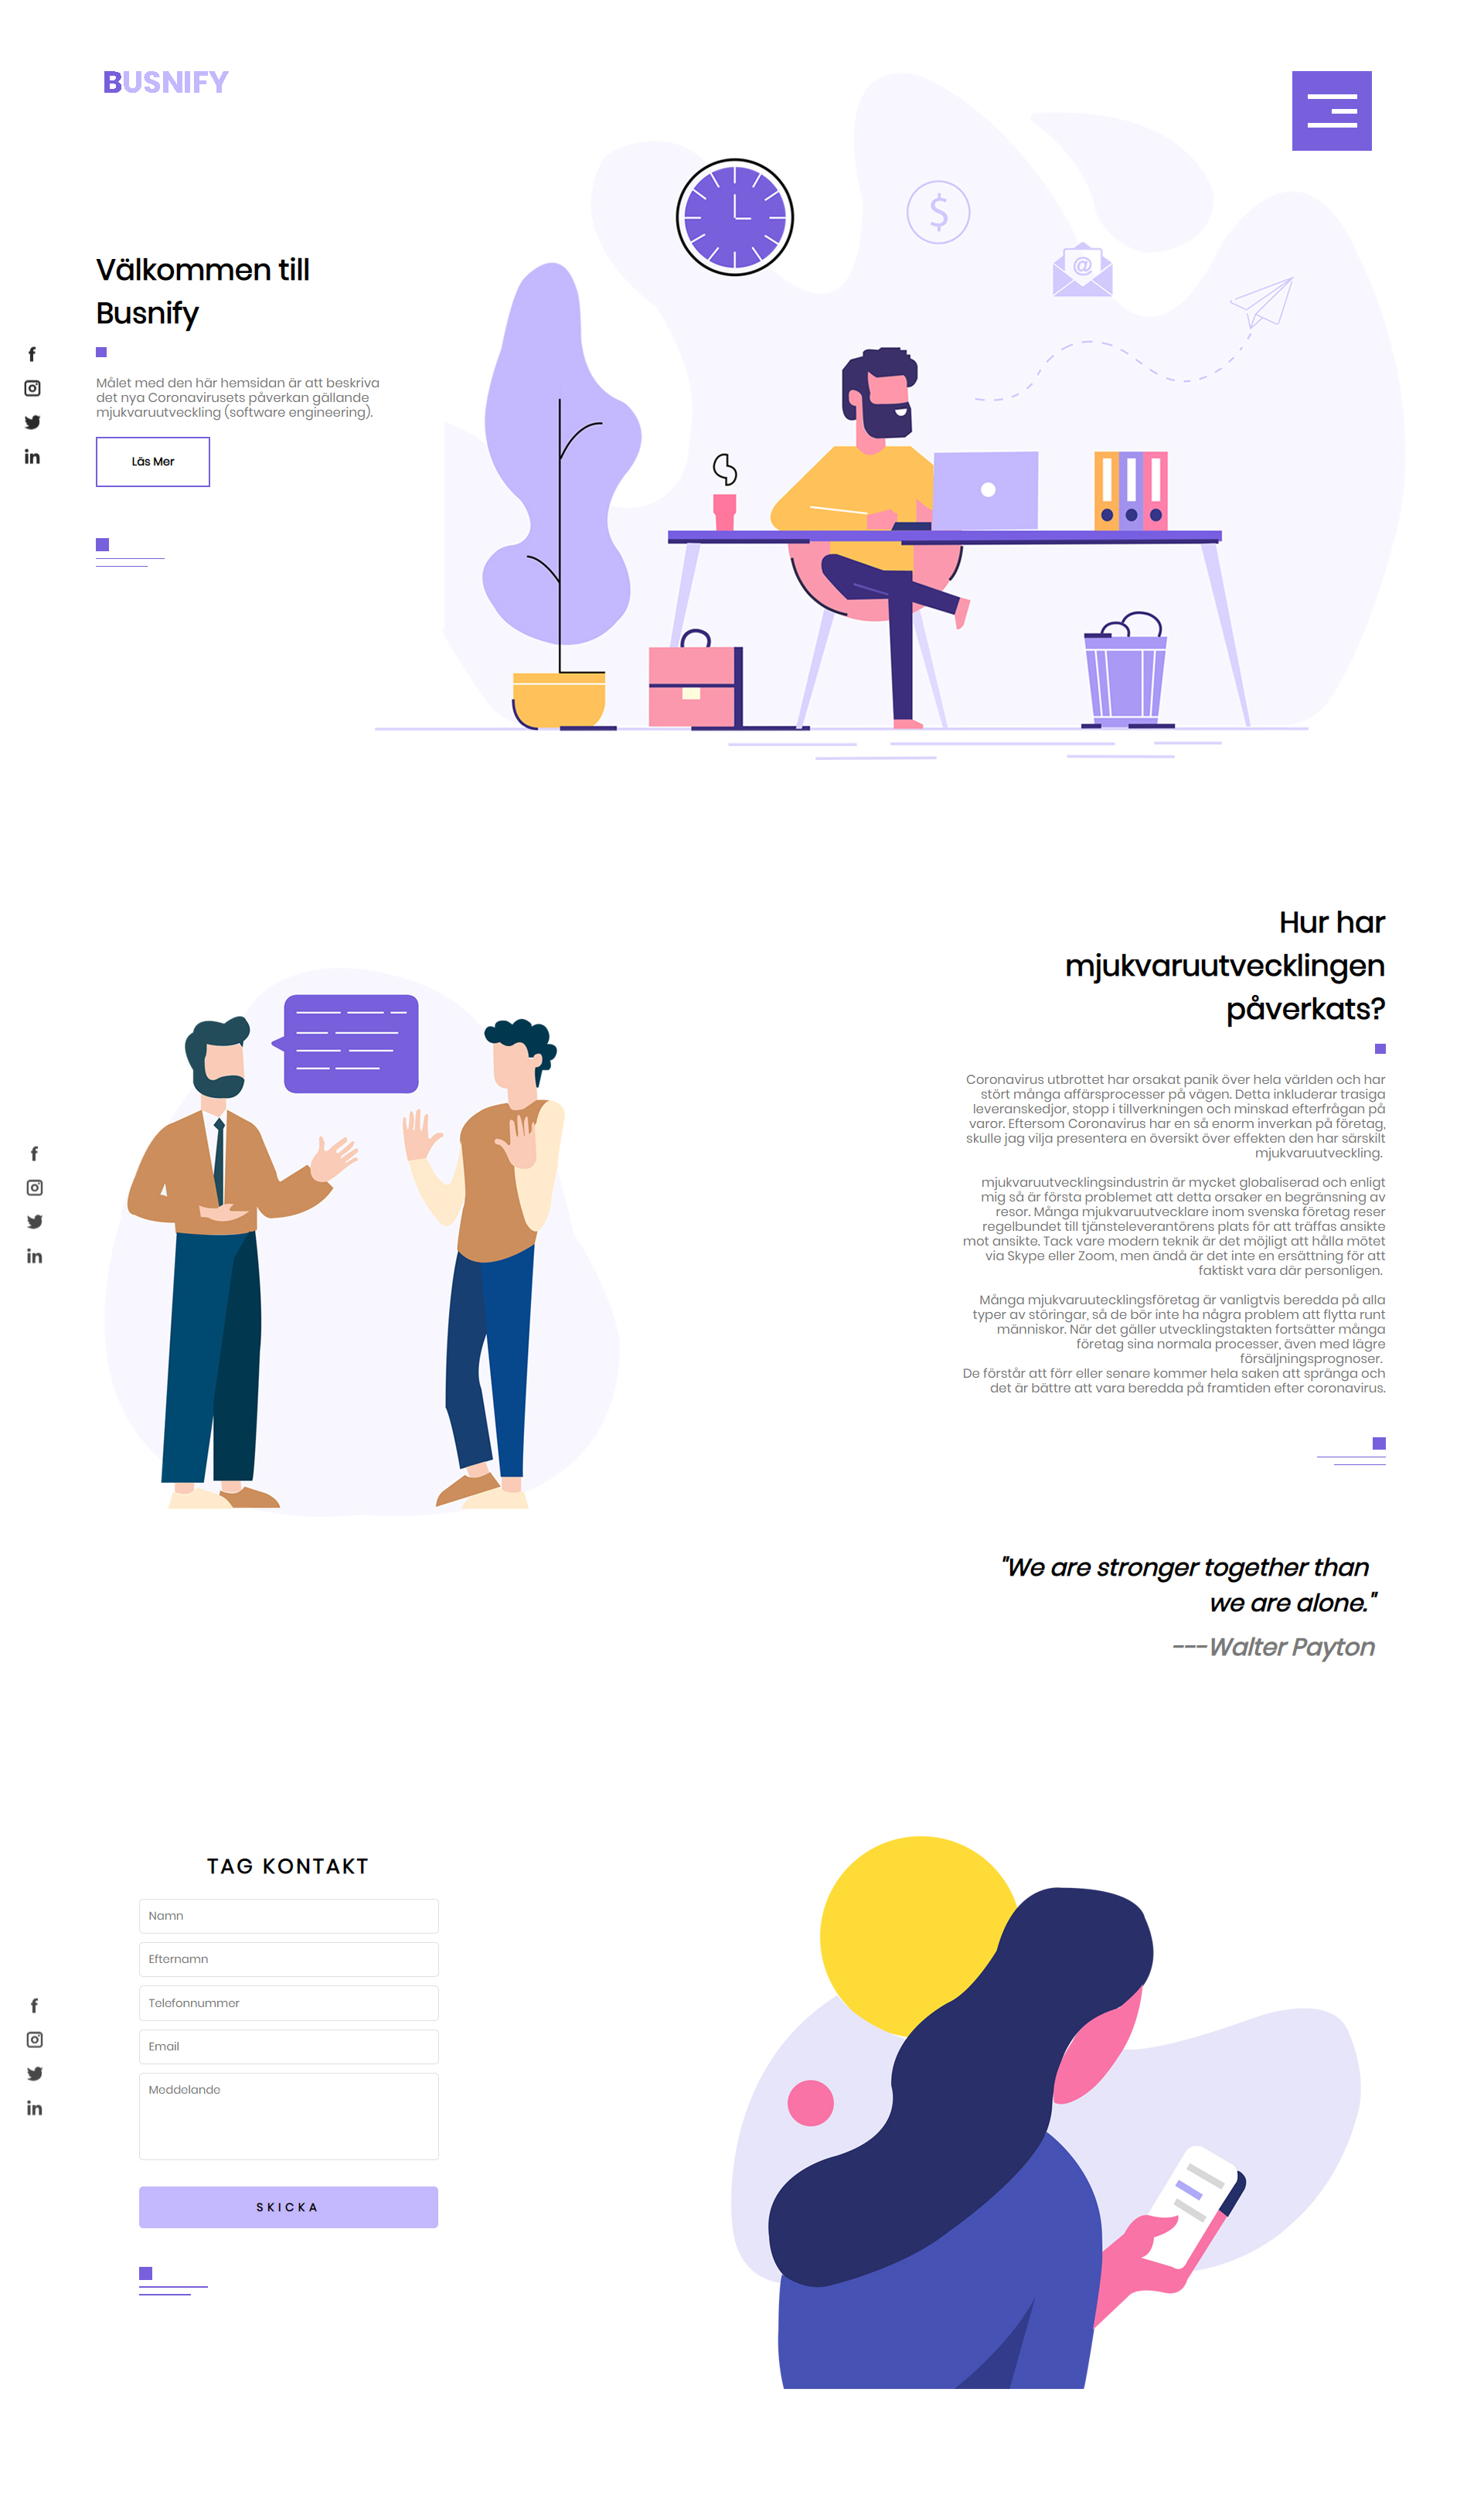 BUSNIFY
Välkommen till
Busnify
Målet med den här hemsidan är att beskriva
det nya Coronavirusets påverkan gällande
mjukvaruutveckling (software engineering).
Läs Mer
$
@
Hur har
mjukvaruutvecklingen
påverkats?
Coronavirus utbrottet har orsakat panik över hela världen och har
stört många affärsprocesser på vägen. Detta inkluderar trasiga
leveranskedjor, stopp i tillverkningen och minskad efterfrågan på
varor. Eftersom Coronavirus har en så enorm inverkan på företag,
skulle jag vilja presentera en översikt över effekten den har särskilt
mjukvaruutveckling.
mjukvaruutvecklingsindustrin är mycket globaliserad och enligt
mig så är första problemet att detta orsaker en begränsning av
resor. Många mjukvaruutvecklare inom svenska företag reser
regelbundet till tjänsteleverantörens plats för att träffas ansikte
mot ansikte. Tack vare modern teknik är det möjligt att hålla mötet
via Skype eller Zoom, men ändå är det inte en ersättning för att
faktiskt vara där personligen.
Många mjukvaruutecklingsföretag är vanligtvis beredda på alla
typer av störingar, så de bör inte ha några problem att flytta runt
människor. När det gäller utvecklingstakten fortsätter många
företag sina normala processer, även med lägre
försäljningsprognoser.
De förstår att förr eller senare kommer hela saken att spränga och
det är bättre att vara beredda på framtiden efter coronavirus.
"We are stronger together than
we are alone."
---Walter Payton
TAG KONTAKT
Namn
Efternamn
Telefonnummer
Email
Meddelande
SKICKA